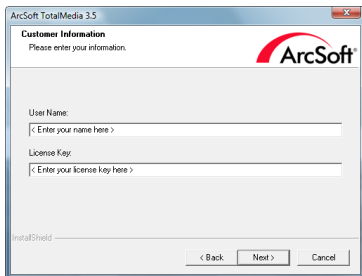 ArcSoft TotalMedia 3.5
Customer Information
Please enter your information.
ArcSoft®
User Name:
< Enter your name here >
License Key:
< Enter your license key here >
InstallShield
< Back Next > Cancel